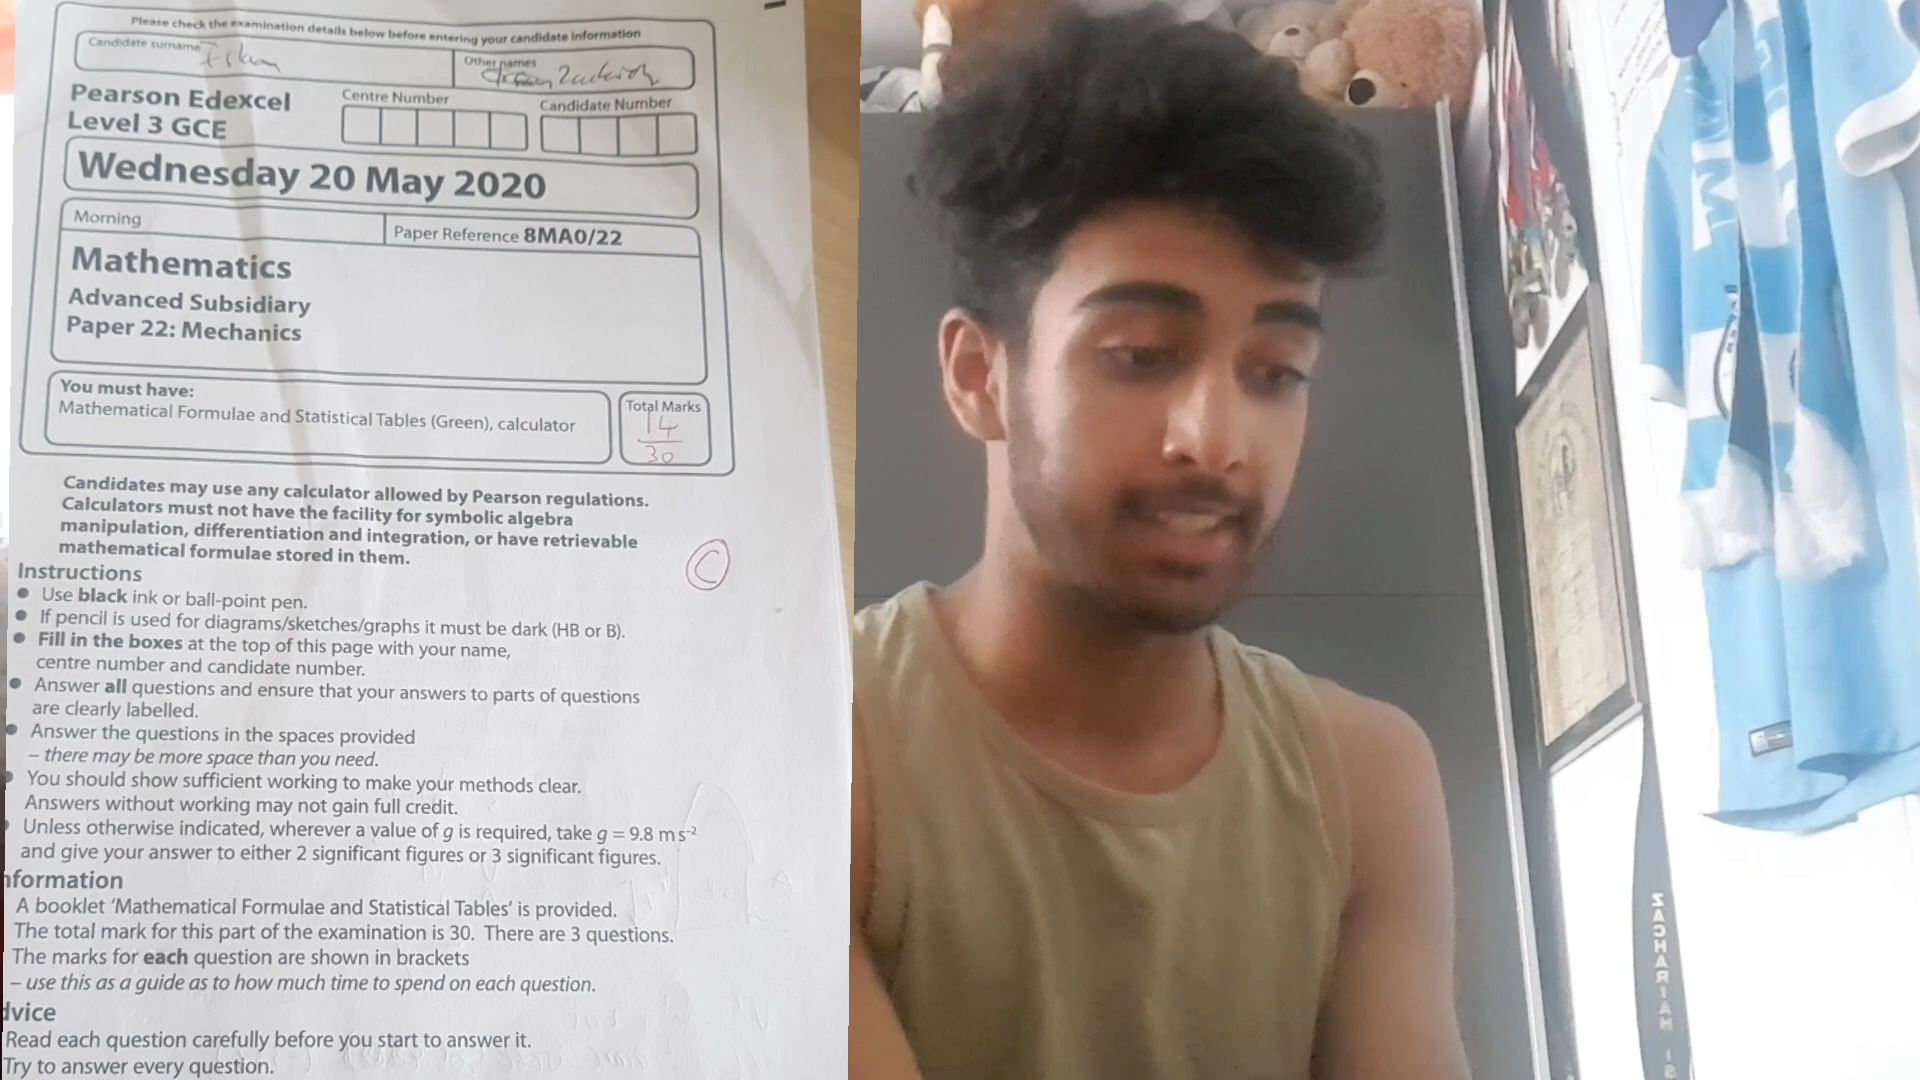 Please check the examination details below before entering your candidate information
Candidate surname
Islam
Other names
Centre Number
Candidate Number
Pearson Edexcel
Level 3 GCE
Wednesday 20 May 2020
Morning
Paper Reference 8MA0/22
Mathematics
Advanced Subsidiary
Paper 22: Mechanics
You must have:
Mathematical Formulae and Statistical Tables (Green), calculator
Total Marks
14
30
Candidates may use any calculator allowed by Pearson regulations.
Calculators must not have the facility for symbolic algebra
manipulation, differentiation and integration, or have retrievable
mathematical formulae stored in them.
C
Instructions
● Use black ink or ball-point pen.
● If pencil is used for diagrams/sketches/graphs it must be dark (HB or B).
● Fill in the boxes at the top of this page with your name,
centre number and candidate number.
● Answer all questions and ensure that your answers to parts of questions
are clearly labelled.
● Answer the questions in the spaces provided
– there may be more space than you need.
● You should show sufficient working to make your methods clear.
Answers without working may not gain full credit.
● Unless otherwise indicated, wherever a value of g is required, take g = 9.8 m s⁻²
and give your answer to either 2 significant figures or 3 significant figures.
nformation
A booklet ‘Mathematical Formulae and Statistical Tables’ is provided.
The total mark for this part of the examination is 30. There are 3 questions.
The marks for each question are shown in brackets
– use this as a guide as to how much time to spend on each question.
dvice
Read each question carefully before you start to answer it.
Try to answer every question.
ZACHARIAH IS